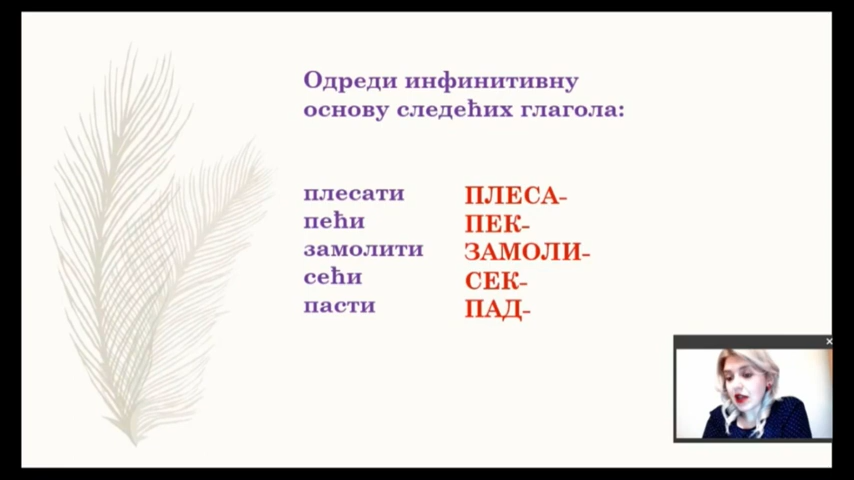 Одреди инфинитивну
основу следећих глагола:
плесати ПЛЕСА-
пећи ПЕК-
замолити ЗАМОЛИ-
сећи СЕК-
пасти ПАД-